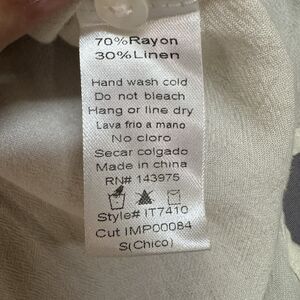 70%Rayon
30%Linen
Hand wash cold
Do not bleach
Hang or line dry
Lava frio a mano
No cloro
Secar colgado
Made in china
RN# 143975
Style# IT7410
Cut IMP00084
S(Chico)